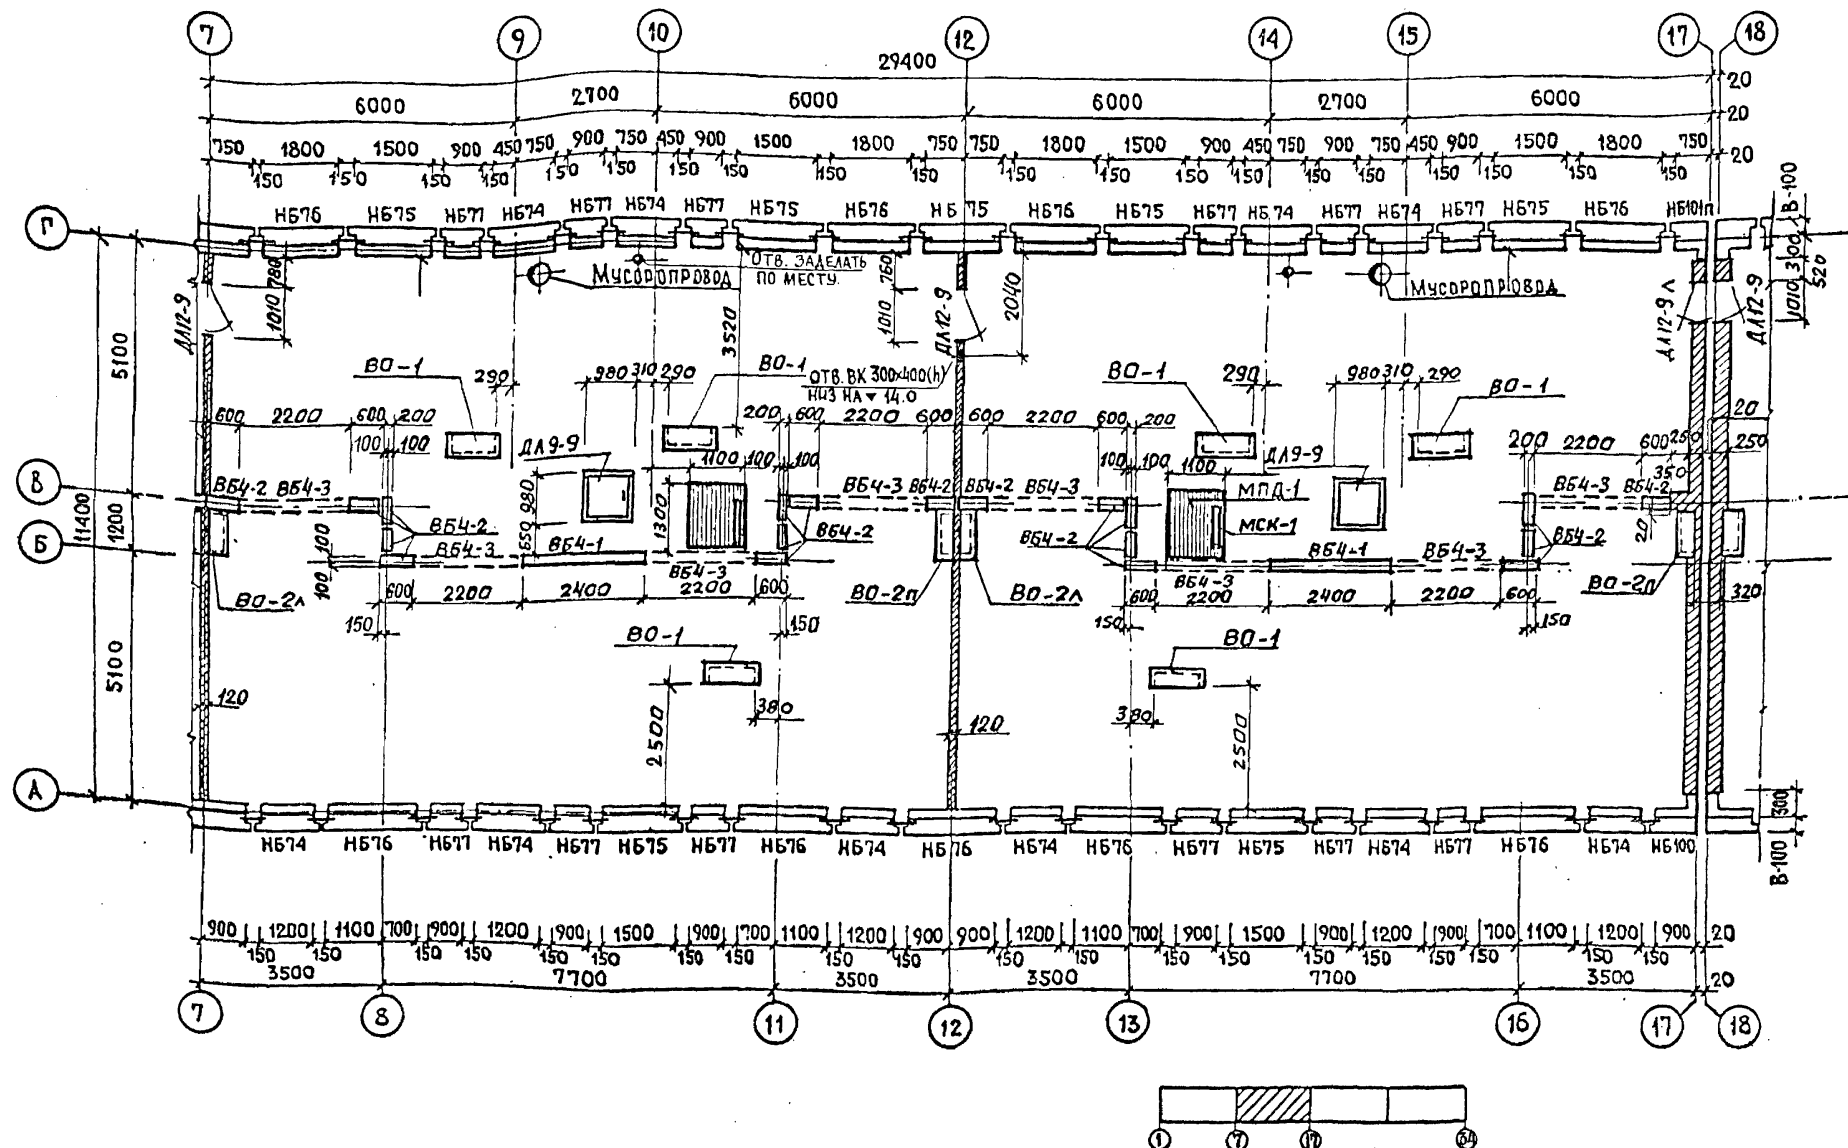 7 9 10 12 14 15 17 18
29400 20
6000 2700 6000 6000 2700 6000 20
750 1800 1500 900 450 750 900 750 450 900 1500 1800 750 750 1800 1500 900 450 750 900 750 450 900 1500 1800 750 20
150 150 150 150 150 150 150 150 150 150 150 150 150 150 150 150 150 150 150
В-100
НБ76 НБ75 НБ77 НБ74 НБ77 НБ74 НБ77 НБ75 НБ76 НБ75 НБ76 НБ75 НБ77 НБ74 НБ77 НБ74 НБ77 НБ75 НБ76 НБ101П
Г
300 520
780 1010
ДЛ12-9
МУСОРОПРОВОД
ОТВ. ЗАДЕЛАТЬ
ПО МЕСТУ
760 1010
ДЛ12-9
2040
МУСОРОПРОВОД
ДЛ12-9Л
ДЛ12-9
1010
5100
3520
ВО-1 290 980 310 290 ВО-1
ОТВ. ВК 300×400(h)
НИЗ НА ▼ 14.0
ВО-1 290 980 310 290 ВО-1
600 2200 600 200 200 600 2200 600 600 2200 600 200 200 2200 600 250 20 250
100 100 ДЛ9-9 1100 100 100 100 100 1100 ДЛ9-9 350
В
ВБ4-2 ВБ4-3 980 1300 ВБ4-3 ВБ4-2 ВБ4-3 МПД-1 ВБ4-3 ВБ4-2
11400 1200
ВБ4-2 650 ВБ4-2 ВБ4-2 МСК-1 ВБ4-2 20
Б
100 ВБ4-3 ВБ4-1 ВБ4-3 ВБ4-3 ВБ4-1 ВБ4-3
100 600 2200 2400 2200 600 600 2200 2400 2200 600
ВО-2Л ВО-2П ВО-2Л ВО-2П 320
150 150 150 150
ВО-1 ВО-1
5100
120 2500 380 120 380 2500
А
300
В-100
НБ74 НБ76 НБ77 НБ74 НБ77 НБ75 НБ77 НБ76 НБ74 НБ76 НБ74 НБ76 НБ77 НБ75 НБ77 НБ74 НБ77 НБ76 НБ74 НБ100
900 1200 1100 700 900 1200 900 1500 900 700 1100 1200 900 900 1200 1100 700 900 1500 900 1200 900 700 1100 1200 900 20
150 150 150 150 150 150 150 150 150 150 150 150 150 150 150 150 150 150
3500 7700 3500 3500 7700 3500 20
7 8 11 12 13 16 17 18
1 7 17 34